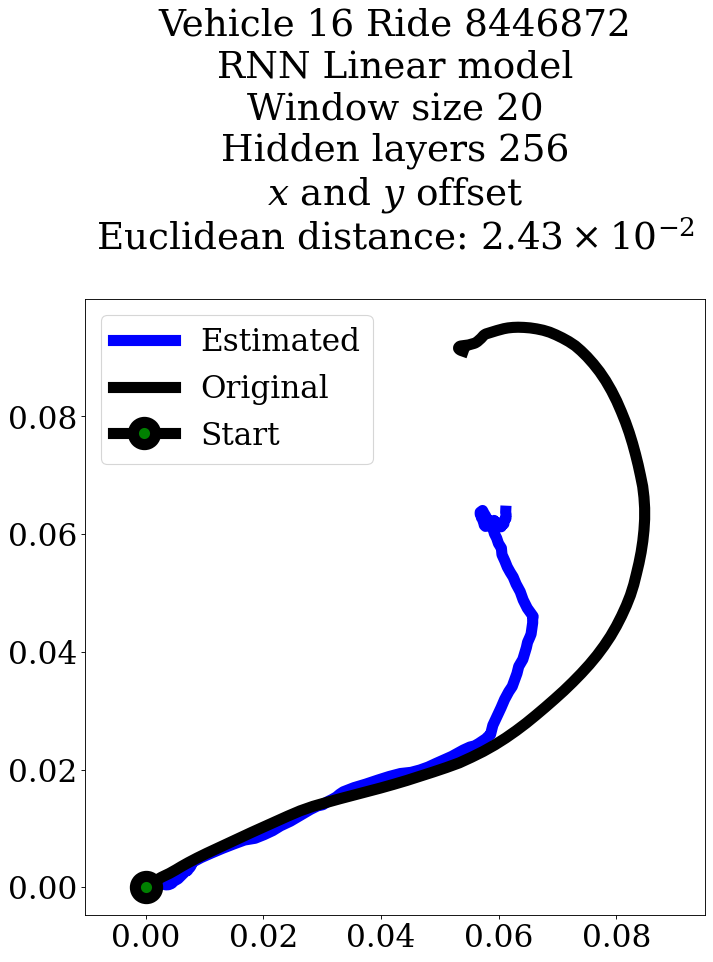 Vehicle 16 Ride 8446872
RNN Linear model
Window size 20
Hidden layers 256
x and y offset
Euclidean distance: 2.43 × 10⁻²
Estimated
Original
Start
0.08
0.06
0.04
0.02
0.00
0.00 0.02 0.04 0.06 0.08